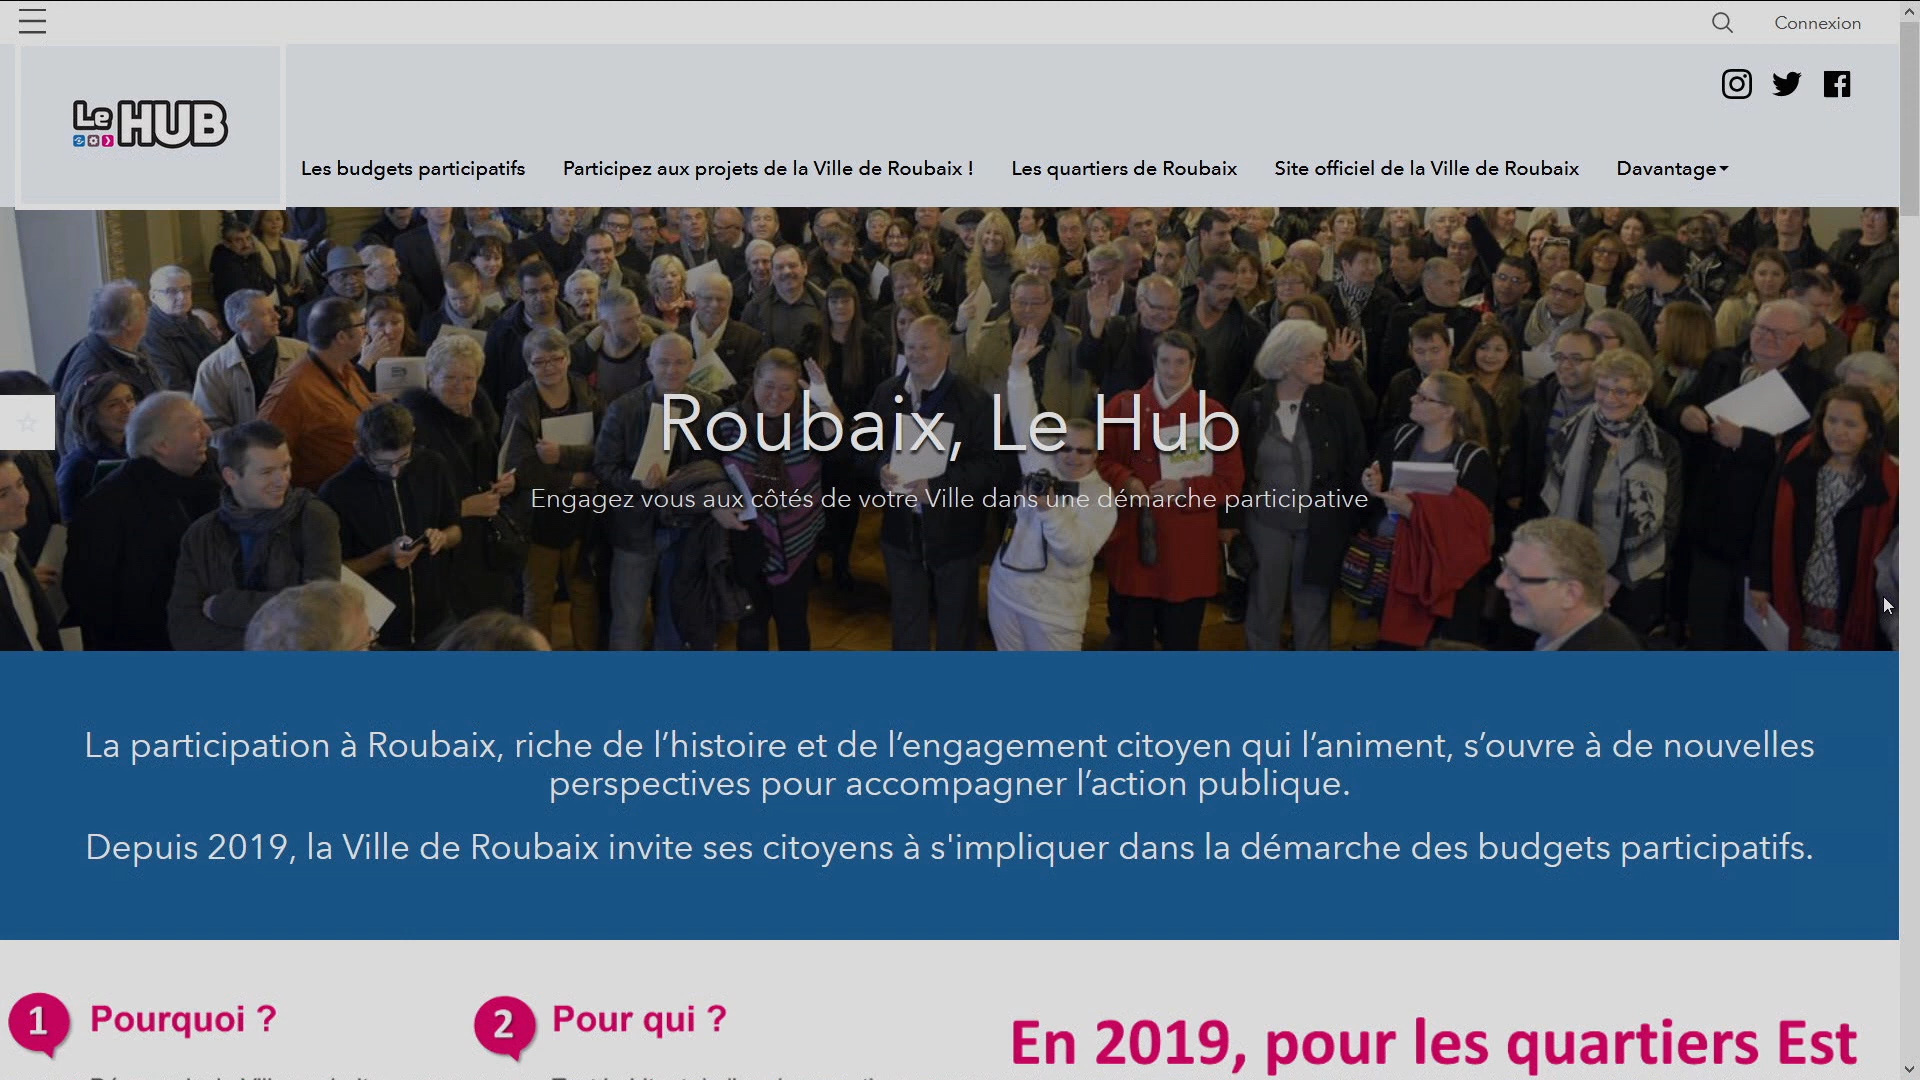 Connexion
Le HUB
Les budgets participatifs
Participez aux projets de la Ville de Roubaix !
Les quartiers de Roubaix
Site officiel de la Ville de Roubaix
Davantage
Roubaix, Le Hub
Engagez vous aux côtés de votre Ville dans une démarche participative
La participation à Roubaix, riche de l’histoire et de l’engagement citoyen qui l’animent, s’ouvre à de nouvelles
perspectives pour accompagner l’action publique.
Depuis 2019, la Ville de Roubaix invite ses citoyens à s'impliquer dans la démarche des budgets participatifs.
1 Pourquoi ?
2 Pour qui ?
En 2019, pour les quartiers Est